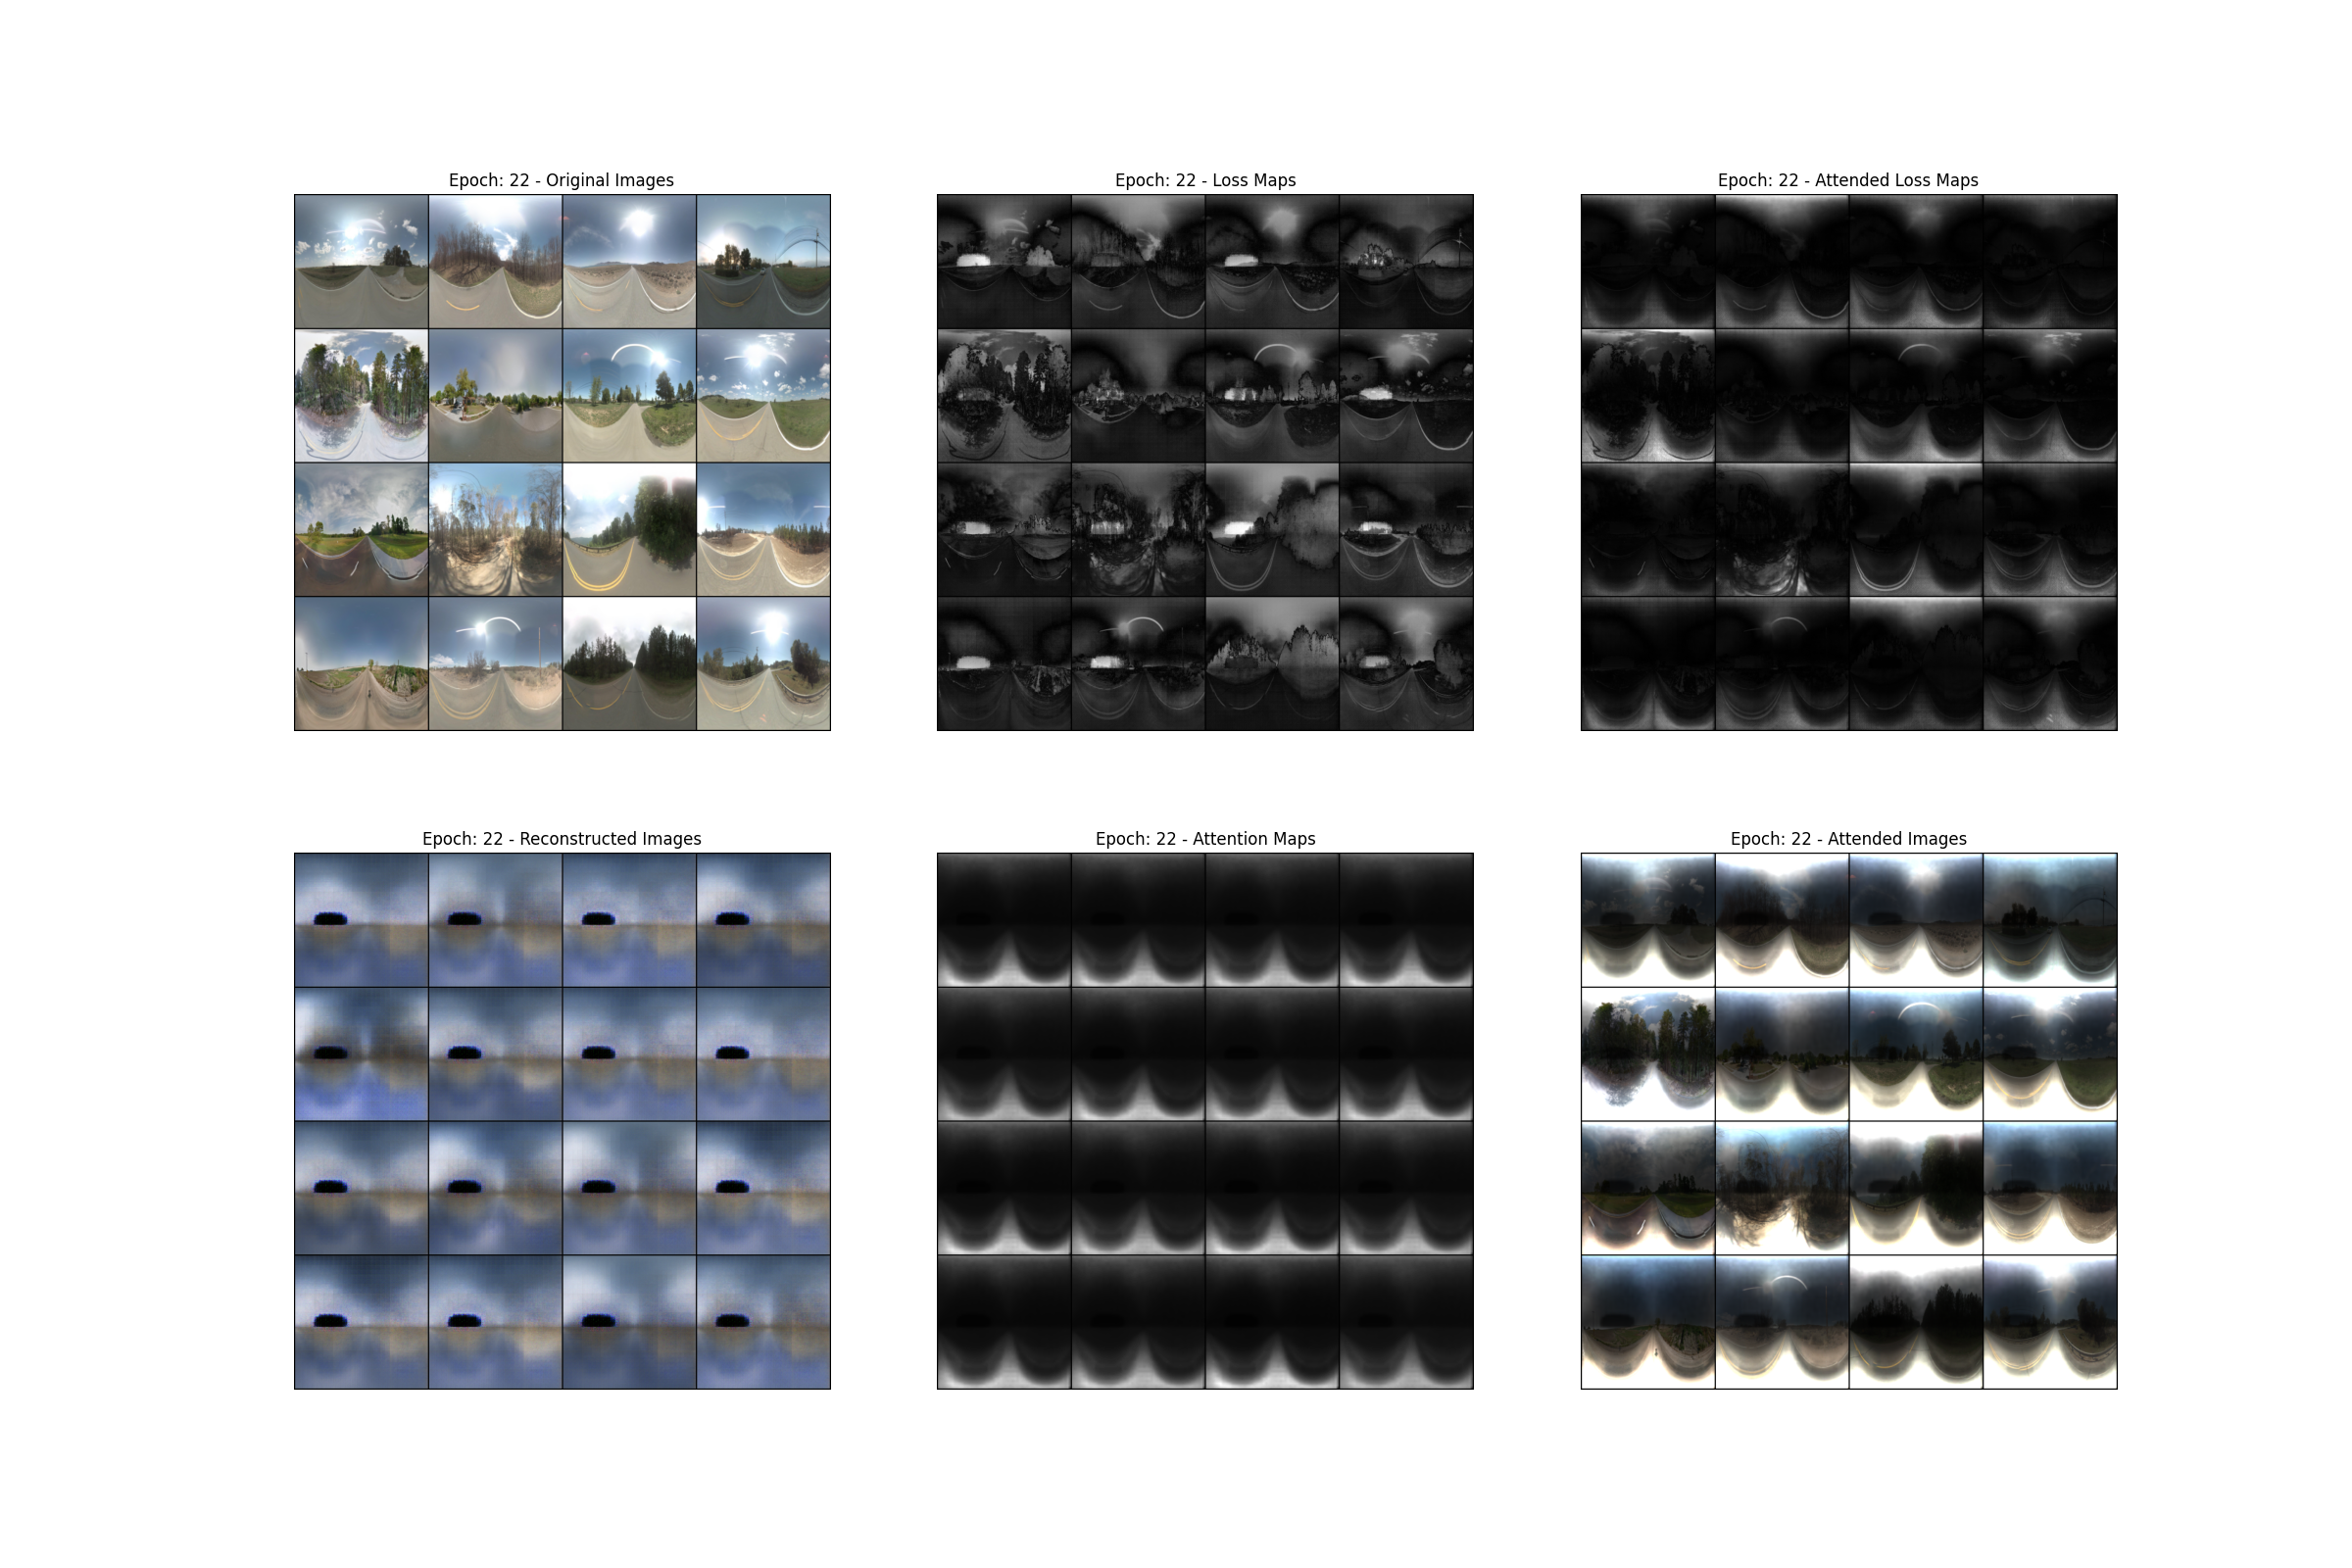 Epoch: 22 - Original Images
Epoch: 22 - Loss Maps
Epoch: 22 - Attended Loss Maps
Epoch: 22 - Reconstructed Images
Epoch: 22 - Attention Maps
Epoch: 22 - Attended Images